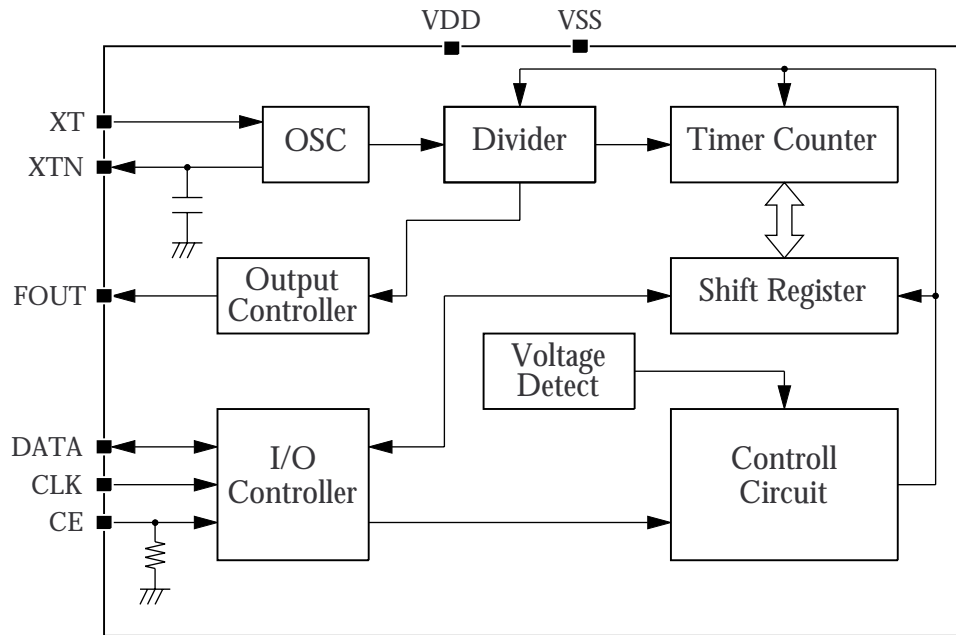 VDD
VSS
XT
OSC
Divider
Timer Counter
XTN
Output
Controller
FOUT
Shift Register
Voltage
Detect
DATA
CLK
CE
I/O
Controller
Controll
Circuit